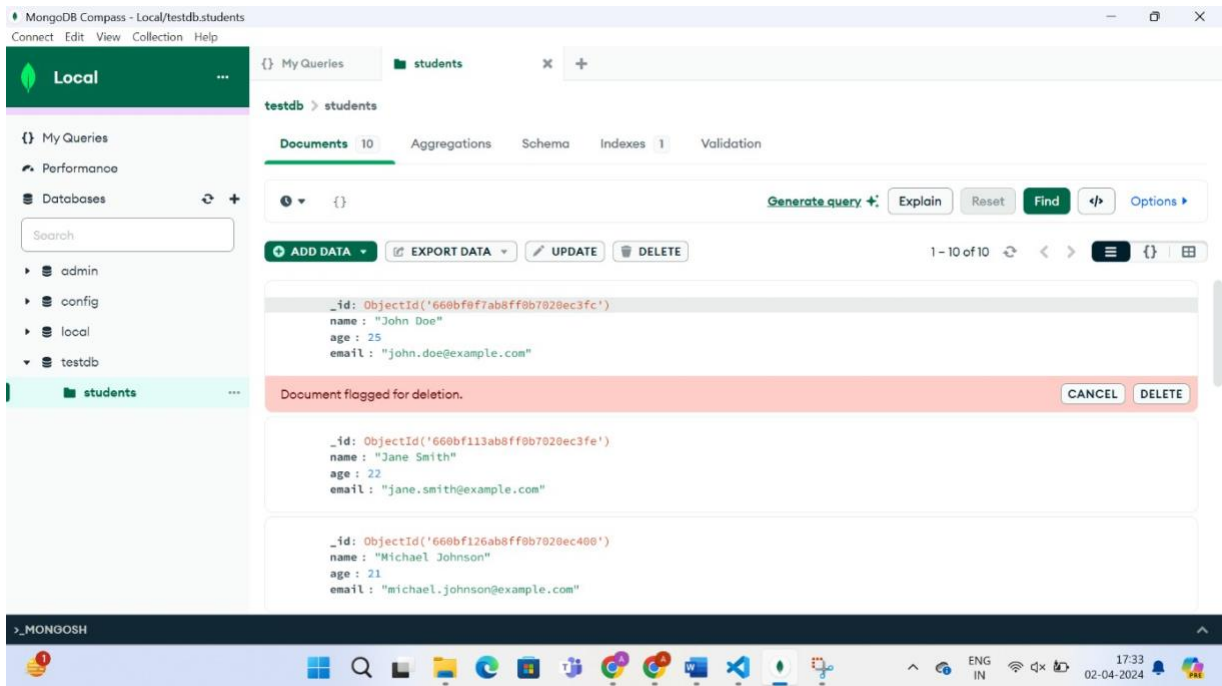 MongoDB Compass - Local/testdb.students
Connect Edit View Collection Help
Local
My Queries
Performance
Databases
Search
admin
config
local
testdb
students
{} My Queries
students
testdb > students
Documents 10 Aggregations Schema Indexes 1 Validation
{} Generate query Explain Reset Find </> Options
ADD DATA EXPORT DATA UPDATE DELETE 1 – 10 of 10 {}
_id: ObjectId('660bf0f7ab8ff0b7020ec3fc')
name : "John Doe"
age : 25
email : "john.doe@example.com"
Document flagged for deletion. CANCEL DELETE
_id: ObjectId('660bf113ab8ff0b7020ec3fe')
name : "Jane Smith"
age : 22
email : "jane.smith@example.com"
_id: ObjectId('660bf126ab8ff0b7020ec400')
name : "Michael Johnson"
age : 21
email : "michael.johnson@example.com"
>_MONGOSH
1
ENG
IN
17:33
02-04-2024
PRE